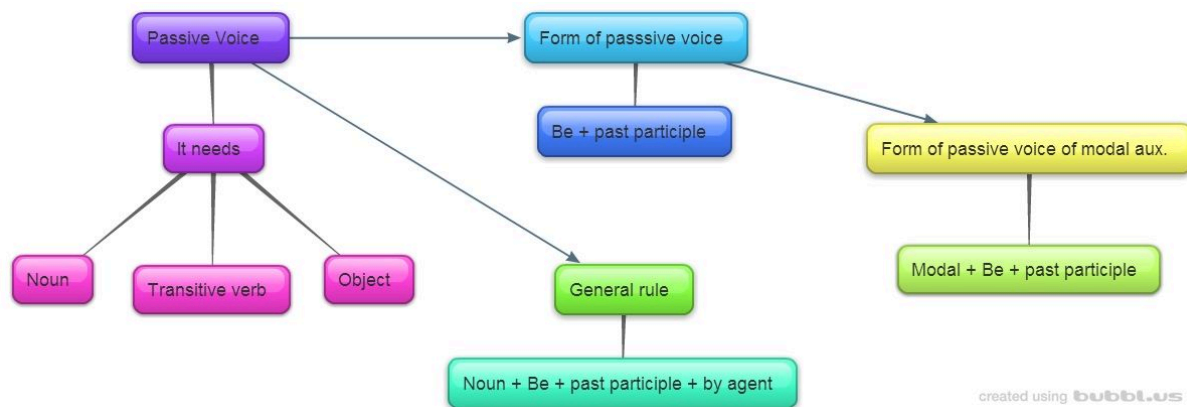 Passive Voice
Form of passsive voice
Be + past participle
It needs
Form of passive voice of modal aux.
Noun
Transitive verb
Object
General rule
Modal + Be + past participle
Noun + Be + past participle + by agent
created using bubbl.us